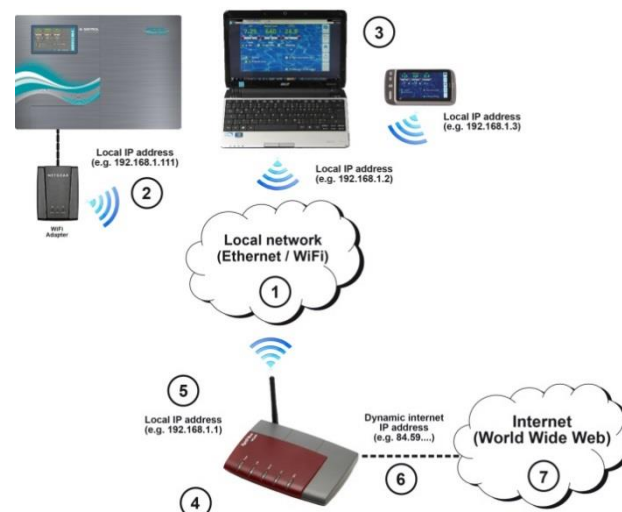 3
Local IP address
(e.g. 192.168.1.3)
Local IP address
(e.g. 192.168.1.111)
2
NETGEAR
WiFi
Adapter
Local IP address
(e.g. 192.168.1.2)
Local network
(Ethernet / WiFi)
1
5
Local IP address
(e.g. 192.168.1.1)
Dynamic internet
IP address
(e.g. 84.59....)
Internet
(World Wide Web)
6
7
4